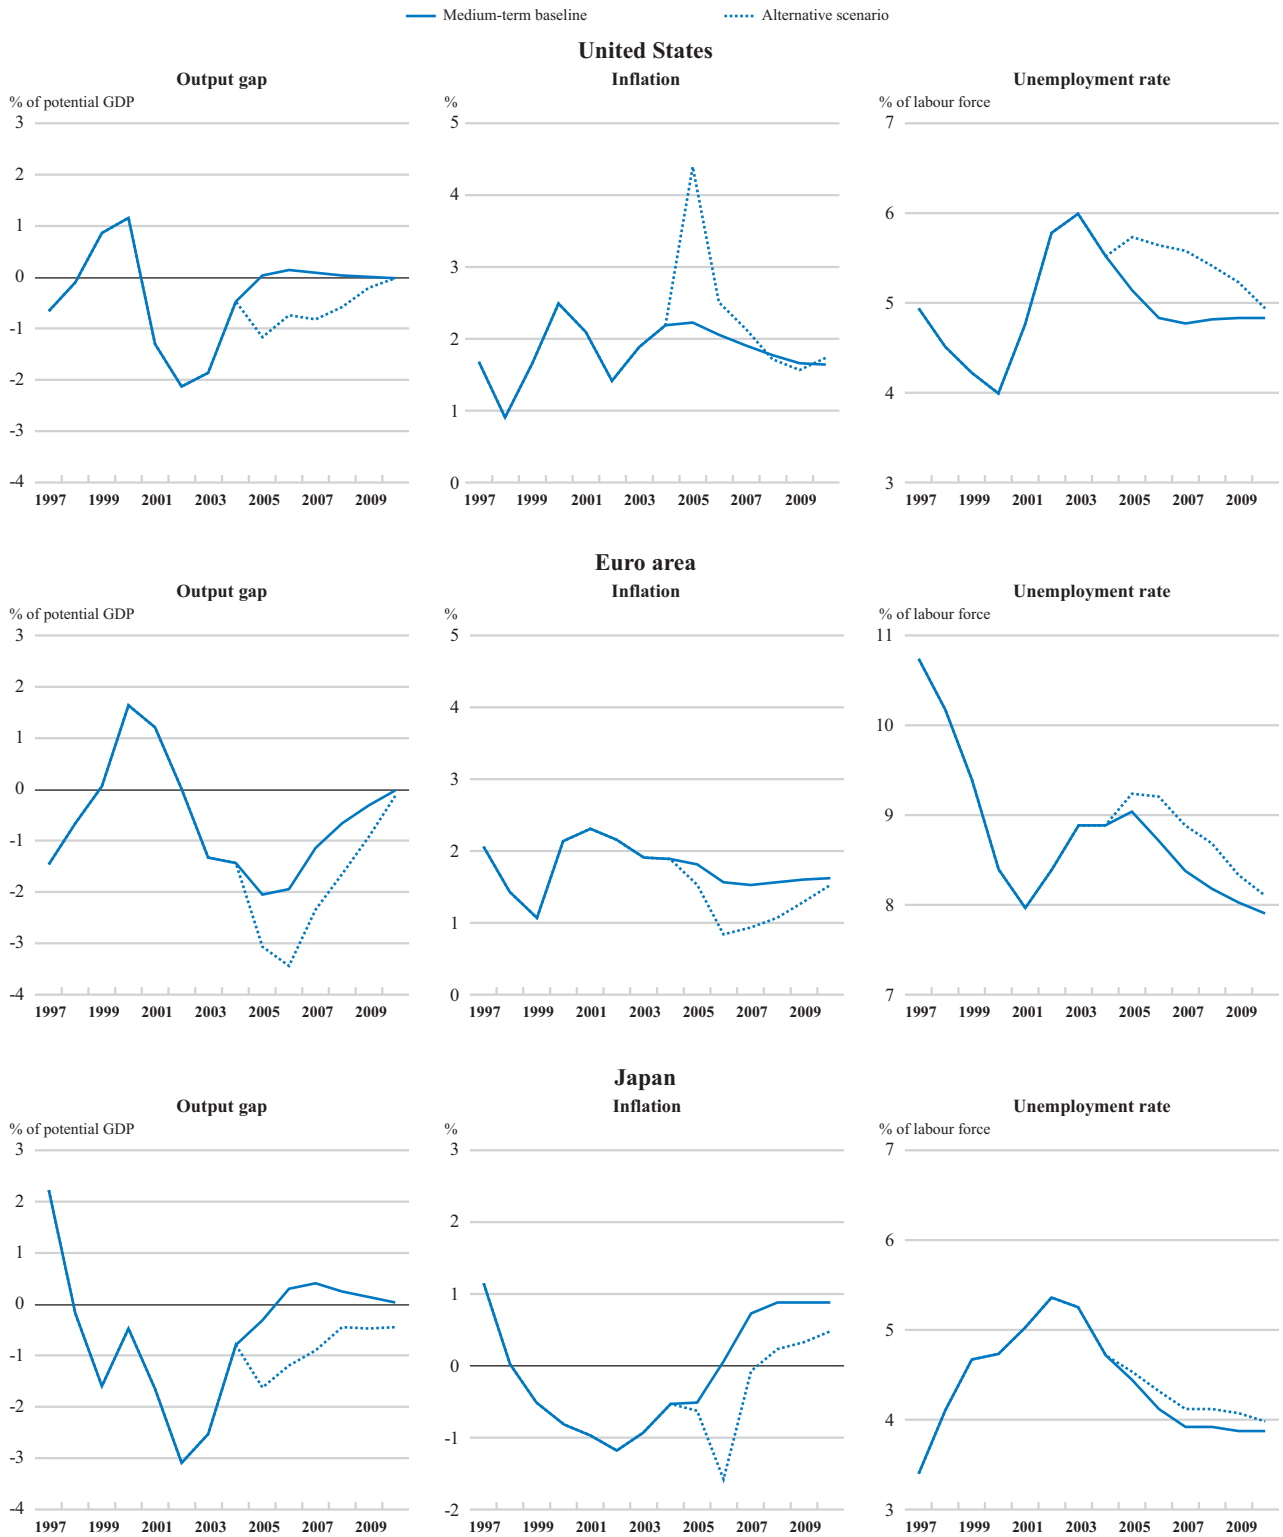 Medium-term baseline Alternative scenario
United States
Output gap Inflation Unemployment rate
% of potential GDP % % of labour force
3 5 7
2
4 6
1
3
0 5
-1 2
-2 4
1
-3
-4 0 3
1997 1999 2001 2003 2005 2007 2009 1997 1999 2001 2003 2005 2007 2009 1997 1999 2001 2003 2005 2007 2009
Euro area
Output gap Inflation Unemployment rate
% of potential GDP % % of labour force
3 5 11
2
4 10
1
3
0 9
-1 2
-2 8
1
-3
-4 0 7
1997 1999 2001 2003 2005 2007 2009 1997 1999 2001 2003 2005 2007 2009 1997 1999 2001 2003 2005 2007 2009
Japan
Output gap Inflation Unemployment rate
% of potential GDP % % of labour force
3 3 7
2
2 6
1
1
0 5
-1 0
-2 4
-1
-3
-4 -2 3
1997 1999 2001 2003 2005 2007 2009 1997 1999 2001 2003 2005 2007 2009 1997 1999 2001 2003 2005 2007 2009